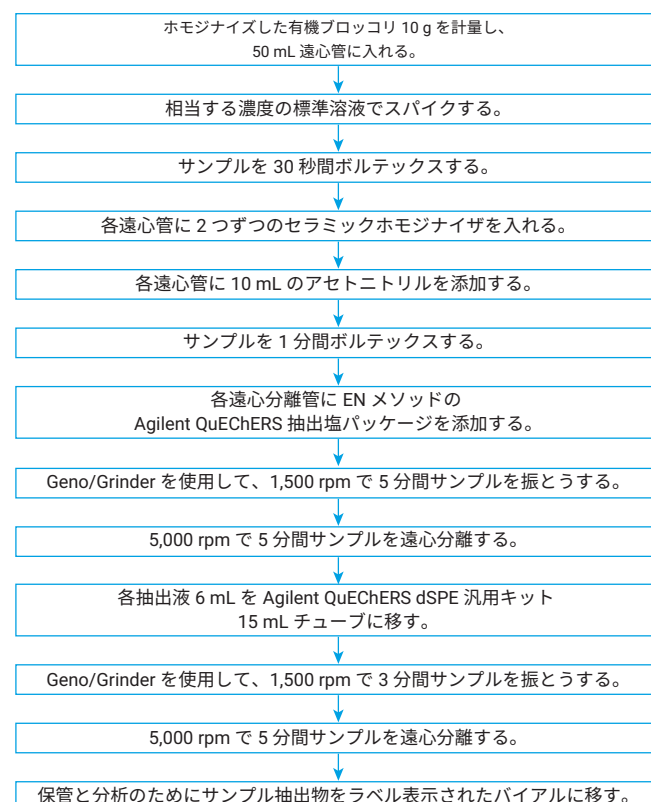 ホモジナイズした有機ブロッコリ 10 g を計量し、
50 mL 遠心管に入れる。
相当する濃度の標準溶液でスパイクする。
サンプルを 30 秒間ボルテックスする。
各遠心管に 2 つずつのセラミックホモジナイザを入れる。
各遠心管に 10 mL のアセトニトリルを添加する。
サンプルを 1 分間ボルテックスする。
各遠心分離管に EN メソッドの
Agilent QuEChERS 抽出塩パッケージを添加する。
Geno/Grinder を使用して、1,500 rpm で 5 分間サンプルを振とうする。
5,000 rpm で 5 分間サンプルを遠心分離する。
各抽出液 6 mL を Agilent QuEChERS dSPE 汎用キット
15 mL チューブに移す。
Geno/Grinder を使用して、1,500 rpm で 3 分間サンプルを振とうする。
5,000 rpm で 5 分間サンプルを遠心分離する。
保管と分析のためにサンプル抽出物をラベル表示されたバイアルに移す。